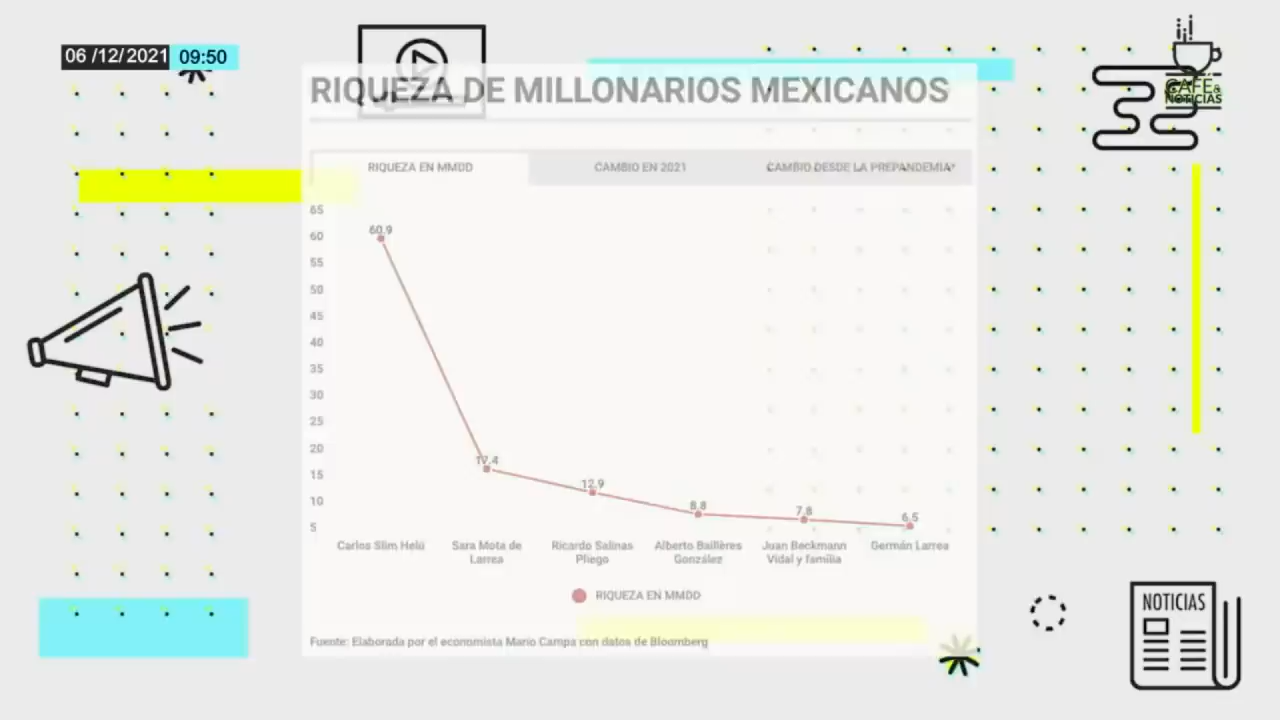 06 /12/2021 09:50
CAFÉ &
NOTICIAS
RIQUEZA DE MILLONARIOS MEXICANOS
RIQUEZA EN MMDD
CAMBIO EN 2021
CAMBIO DESDE LA PREPANDEMIA*
65
60
55
50
45
40
35
30
25
20
15
10
5
60.9
17.4
12.9
8.8
7.8
6.5
Carlos Slim Helú
Sara Mota de
Larrea
Ricardo Salinas
Pliego
Alberto Baillères
González
Juan Beckmann
Vidal y familia
Germán Larrea
RIQUEZA EN MMDD
Fuente: Elaborada por el economista Mario Campa con datos de Bloomberg
NOTICIAS